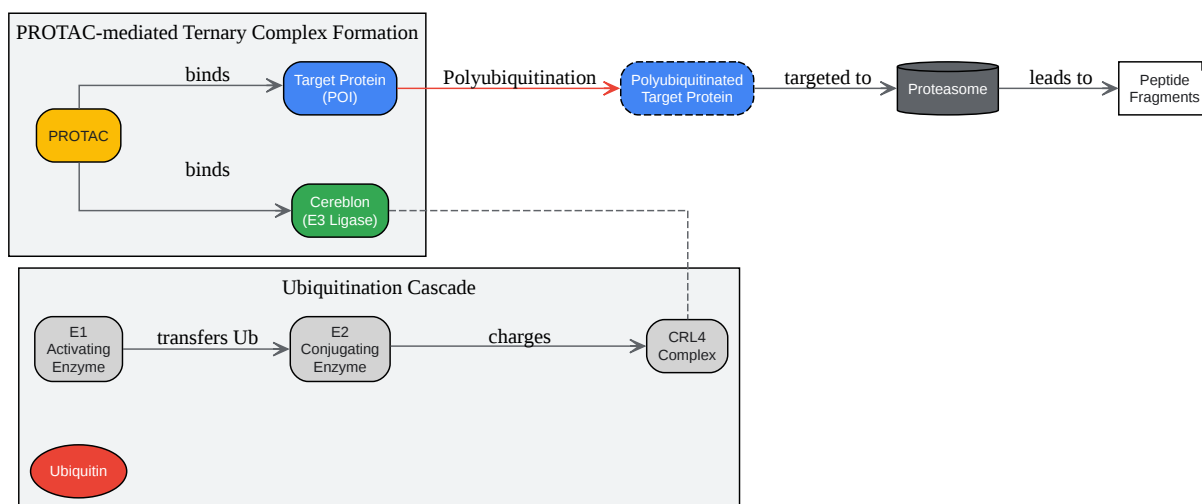 PROTAC-mediated Ternary Complex Formation
binds
Target Protein
(POI)
Polyubiquitination
Polyubiquitinated
Target Protein
targeted to
Proteasome
leads to
Peptide
Fragments
PROTAC
binds
Cereblon
(E3 Ligase)
Ubiquitination Cascade
E1
Activating
Enzyme
transfers Ub
E2
Conjugating
Enzyme
charges
CRL4
Complex
Ubiquitin